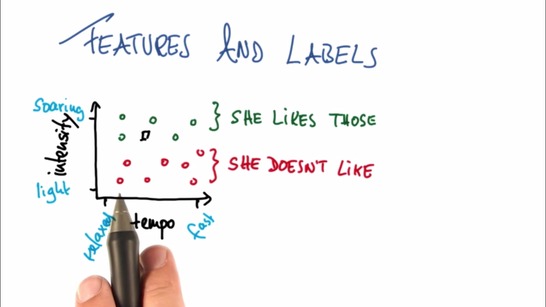 FEATURES AND LABELS
soaring
intensity
light
SHE LIKES THOSE
SHE DOESN'T LIKE
relaxed
tempo
fast